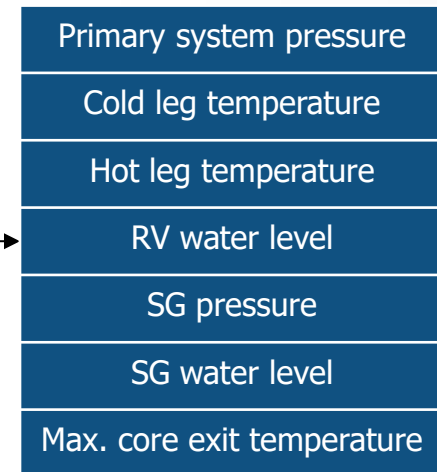 Primary system pressure
Cold leg temperature
Hot leg temperature
RV water level
SG pressure
SG water level
Max. core exit temperature